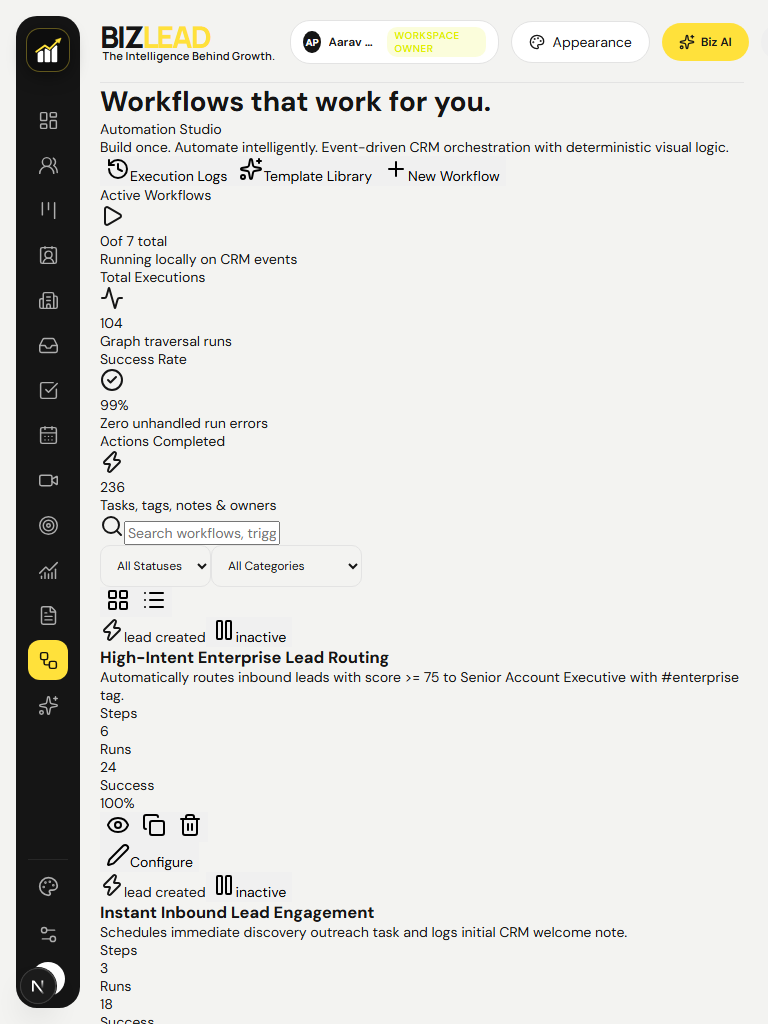 BIZLEAD
The Intelligence Behind Growth.
AP
Aarav ...
WORKSPACE
OWNER
Appearance
Biz AI
Workflows that work for you.
Automation Studio
Build once. Automate intelligently. Event-driven CRM orchestration with deterministic visual logic.
Execution Logs Template Library New Workflow
Active Workflows
0of 7 total
Running locally on CRM events
Total Executions
104
Graph traversal runs
Success Rate
99%
Zero unhandled run errors
Actions Completed
236
Tasks, tags, notes & owners
Search workflows, trigg
All Statuses All Categories
lead created inactive
High-Intent Enterprise Lead Routing
Automatically routes inbound leads with score >= 75 to Senior Account Executive with #enterprise
tag.
Steps
6
Runs
24
Success
100%
Configure
lead created inactive
Instant Inbound Lead Engagement
Schedules immediate discovery outreach task and logs initial CRM welcome note.
Steps
3
Runs
18
Success
N